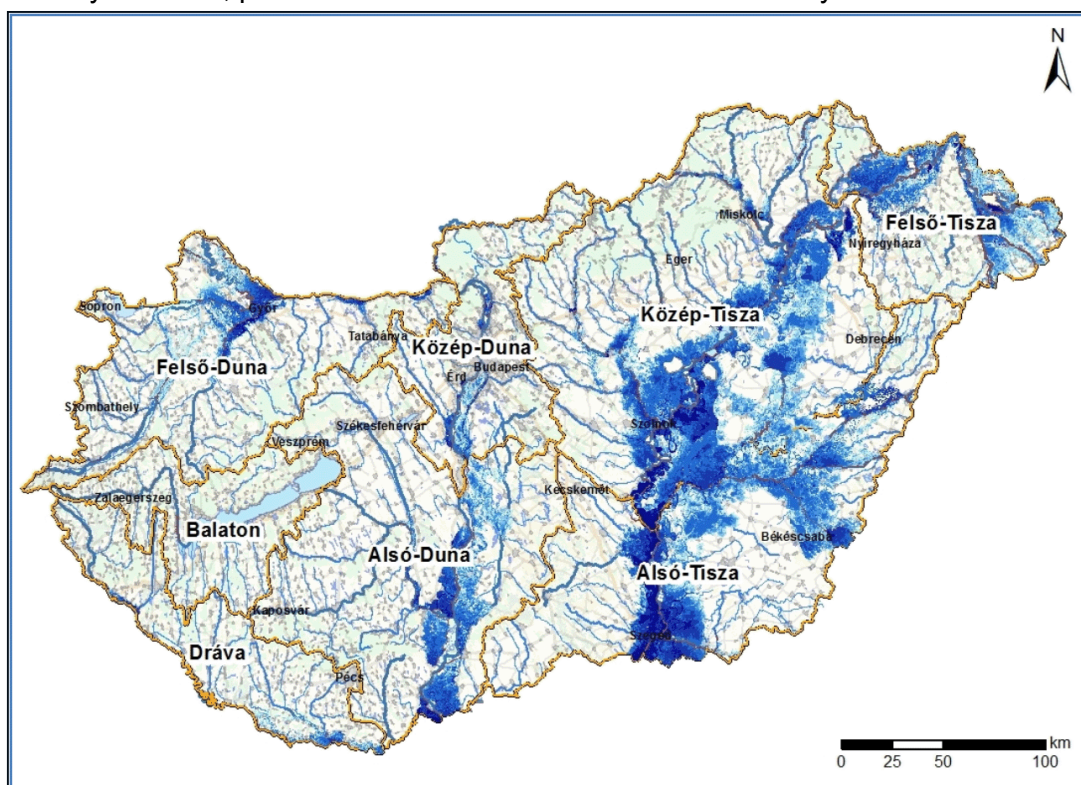 N
Miskolc
Felső-Tisza
Nyíregyháza
Eger
Sopron
Győr
Közép-Tisza
Tatabánya
Közép-Duna
Debrecen
Felső-Duna
Budapest
Érd
Szombathely
Székesfehérvár
Szolnok
Veszprém
Kecskemét
Zalaegerszeg
Balaton
Békéscsaba
Alsó-Duna
Alsó-Tisza
Kaposvár
Szeged
Dráva
Pécs
km
0 25 50 100